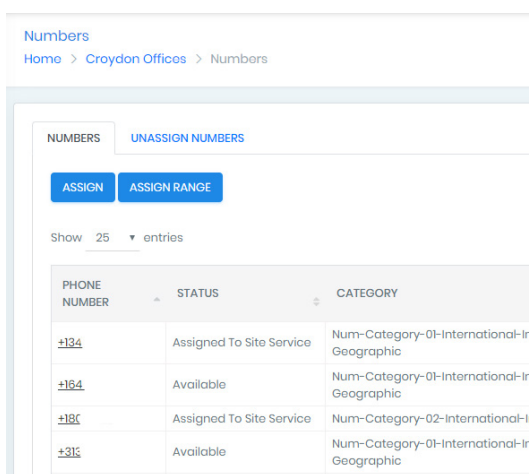 Numbers
Home > Croydon Offices > Numbers
NUMBERS UNASSIGN NUMBERS
ASSIGN ASSIGN RANGE
Show 25 entries
PHONE NUMBER STATUS CATEGORY
+134 Assigned To Site Service Num-Category-01-International-In
Geographic
+164 Available Num-Category-01-International-In
Geographic
+180 Assigned To Site Service Num-Category-02-International-I
+313 Available Num-Category-01-International-In
Geographic